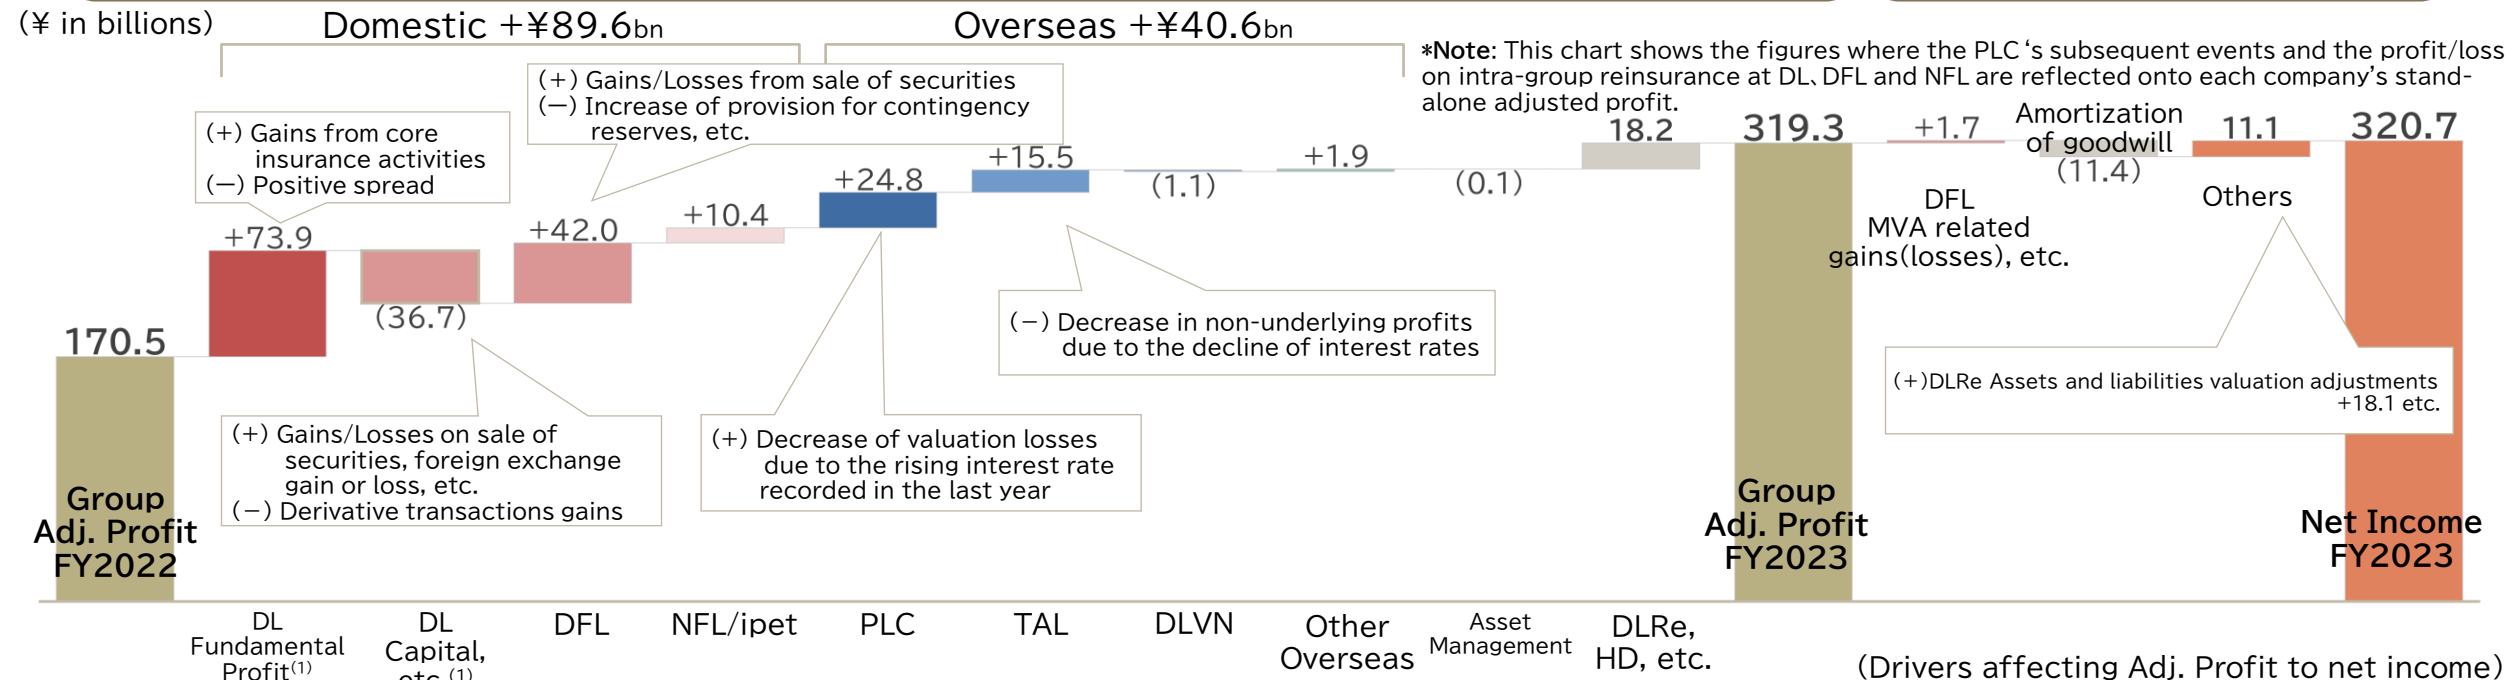 (¥ in billions)
Domestic +¥89.6bn
Overseas +¥40.6bn
*Note: This chart shows the figures where the PLC‘s subsequent events and the profit/loss
on intra-group reinsurance at DL、DFL and NFL are reflected onto each company’s stand-
alone adjusted profit.
(+) Gains from core
insurance activities
(—) Positive spread
(+) Gains/Losses from sale of securities
(—) Increase of provision for contingency
reserves, etc.
170.5
+73.9
(36.7)
+42.0
+10.4
+24.8
+15.5
(1.1)
+1.9
(0.1)
18.2
319.3
+1.7
Amortization
of goodwill
(11.4)
11.1
320.7
DFL
MVA related
gains(losses), etc.
Others
(−) Decrease in non-underlying profits
due to the decline of interest rates
(+)DLRe Assets and liabilities valuation adjustments
+18.1 etc.
(+) Gains/Losses on sale of
securities, foreign exchange
gain or loss, etc.
(−) Derivative transactions gains
(+) Decrease of valuation losses
due to the rising interest rate
recorded in the last year
Group
Adj. Profit
FY2022
Group
Adj. Profit
FY2023
Net Income
FY2023
DL
Fundamental
Profit(1)
DL
Capital,
etc.(1)
DFL
NFL/ipet
PLC
TAL
DLVN
Other
Overseas
Asset
Management
DLRe,
HD, etc.
(Drivers affecting Adj. Profit to net income)